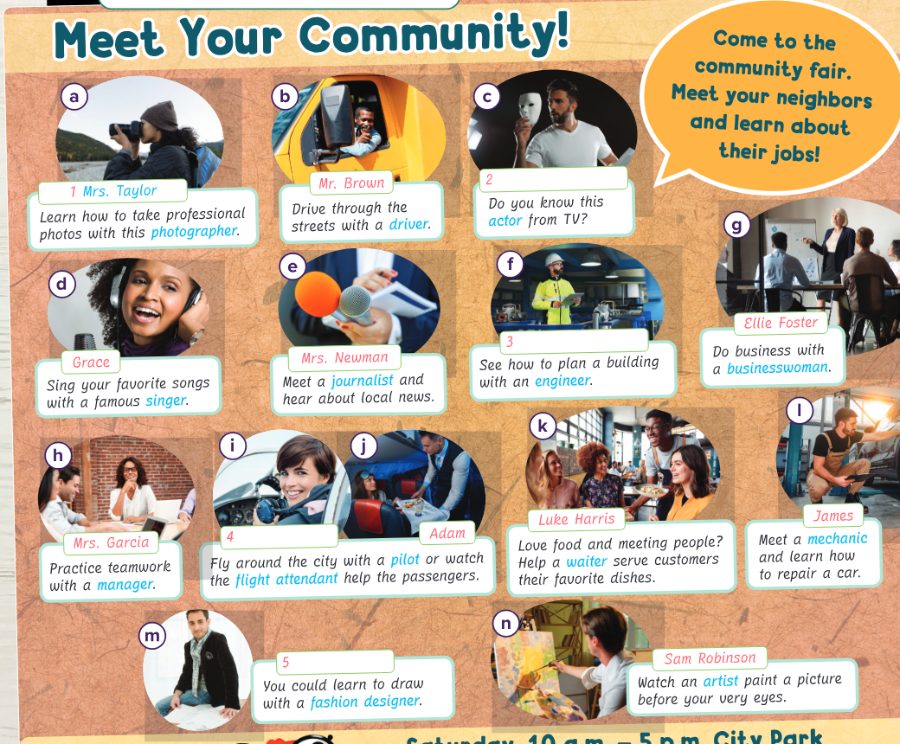 Meet Your Community!
Come to the
community fair.
Meet your neighbors
and learn about
their jobs!
a
1 Mrs. Taylor
Learn how to take professional
photos with this photographer.
b
Mr. Brown
Drive through the
streets with a driver.
c
2
Do you know this
actor from TV?
d
Grace
Sing your favorite songs
with a famous singer.
e
Mrs. Newman
Meet a journalist and
hear about local news.
f
3
See how to plan a building
with an engineer.
g
Ellie Foster
Do business with
a businesswoman.
h
Mrs. Garcia
Practice teamwork
with a manager.
i
j
4
Adam
Fly around the city with a pilot or watch
the flight attendant help the passengers.
k
Luke Harris
Love food and meeting people?
Help a waiter serve customers
their favorite dishes.
l
James
Meet a mechanic
and learn how
to repair a car.
m
5
You could learn to draw
with a fashion designer.
n
Sam Robinson
Watch an artist paint a picture
before your very eyes.
Saturday, 10 a.m. – 5 p.m. City Park